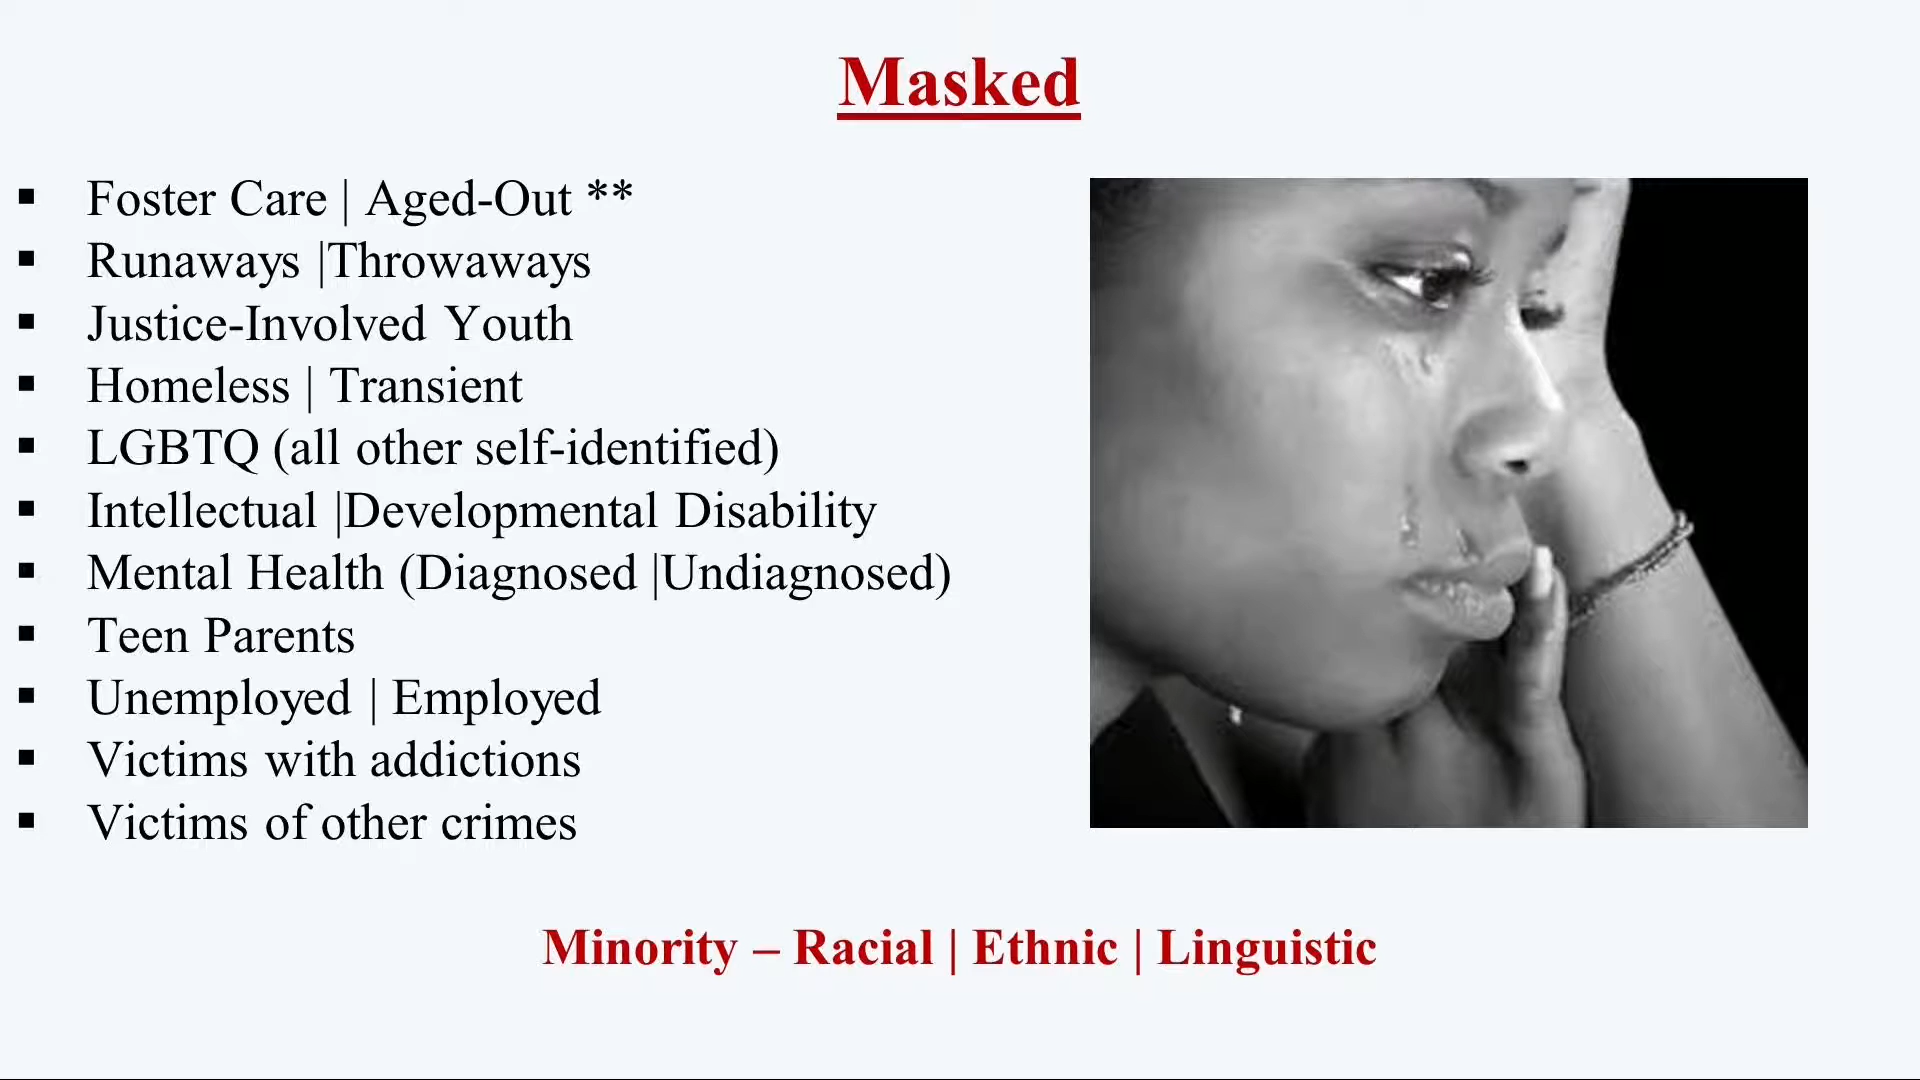 Masked
▪ Foster Care | Aged-Out **
▪ Runaways |Throwaways
▪ Justice-Involved Youth
▪ Homeless | Transient
▪ LGBTQ (all other self-identified)
▪ Intellectual |Developmental Disability
▪ Mental Health (Diagnosed |Undiagnosed)
▪ Teen Parents
▪ Unemployed | Employed
▪ Victims with addictions
▪ Victims of other crimes
Minority – Racial | Ethnic | Linguistic